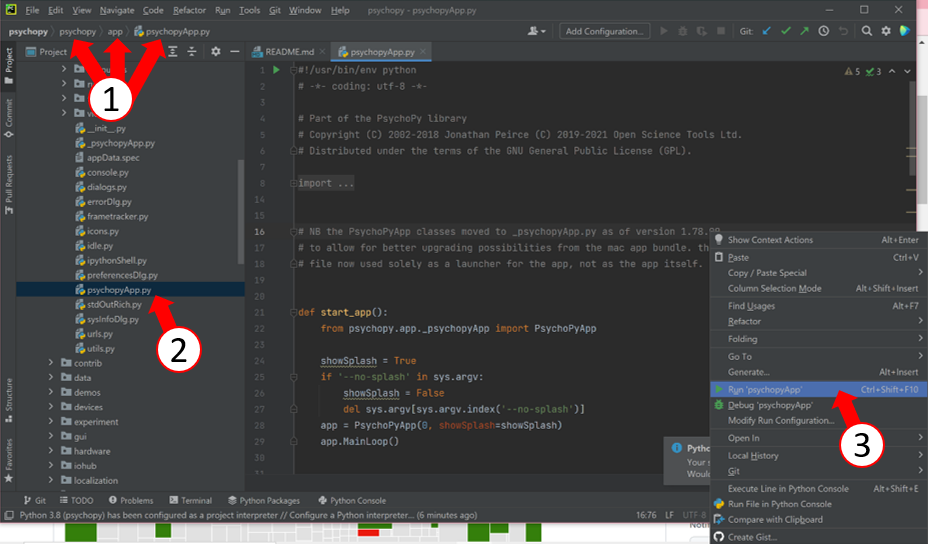 File Edit View Navigate Code Refactor Run Tools Git Window Help psychopy - psychopyApp.py
psychopy psychopy app psychopyApp.py Add Configuration... Git:
Project README.md psychopyApp.py
1
2
3
Project
Commit
Pull Requests
Structure
Favorites
__init__.py
_psychopyApp.py
appData.spec
console.py
dialogs.py
errorDlg.py
frametracker.py
icons.py
idle.py
ipythonShell.py
preferencesDlg.py
psychopyApp.py
stdOutRich.py
sysInfoDlg.py
urls.py
utils.py
contrib
data
demos
devices
experiment
gui
hardware
iohub
localization
5 3
1 #!/usr/bin/env python
2 # -*- coding: utf-8 -*-
3
4 # Part of the PsychoPy library
5 # Copyright (C) 2002-2018 Jonathan Peirce (C) 2019-2021 Open Science Tools Ltd.
6 # Distributed under the terms of the GNU General Public License (GPL).
7
8 import ...
14
15
16 # NB the PsychoPyApp classes moved to _psychopyApp.py as of version 1.78.00
17 # to allow for better upgrading possibilities from the mac app bundle. th
18 # file now used solely as a launcher for the app, not as the app itself.
19
20
21 def start_app():
22 from psychopy.app._psychopyApp import PsychoPyApp
23
24 showSplash = True
25 if '--no-splash' in sys.argv:
26 showSplash = False
27 del sys.argv[sys.argv.index('--no-splash')]
28 app = PsychoPyApp(0, showSplash=showSplash)
29 app.MainLoop()
30
31
Show Context Actions Alt+Enter
Paste Ctrl+V
Copy / Paste Special
Column Selection Mode Alt+Shift+Insert
Find Usages Alt+F7
Refactor
Folding
Go To
Generate... Alt+Insert
Run 'psychopyApp' Ctrl+Shift+F10
Debug 'psychopyApp'
Modify Run Configuration...
Open In
Local History
Git
Execute Line in Python Console Alt+Shift+E
Run File in Python Console
Compare with Clipboard
Create Gist...
Pytho
Your s
Would
Git TODO Problems Terminal Python Packages Python Console
Python 3.8 (psychopy) has been configured as a project interpreter // Configure a Python interpreter... (6 minutes ago) 16:76 LF UTF-8